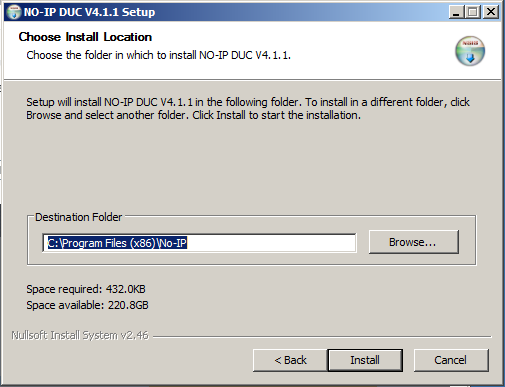 NO-IP DUC V4.1.1 Setup
Choose Install Location
Choose the folder in which to install NO-IP DUC V4.1.1.
Setup will install NO-IP DUC V4.1.1 in the following folder. To install in a different folder, click
Browse and select another folder. Click Install to start the installation.
Destination Folder
C:\Program Files (x86)\No-IP
Browse...
Space required: 432.0KB
Space available: 220.8GB
Nullsoft Install System v2.46
< Back
Install
Cancel